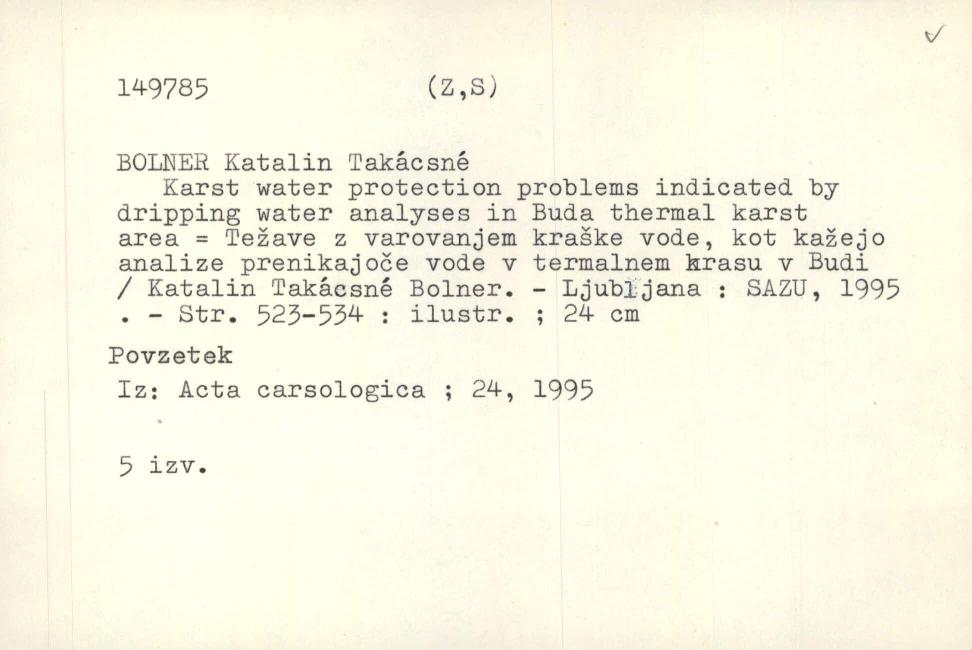 149785 (Z,S)
BOLNER Katalin Takácsné
Karst water protection problems indicated by
dripping water analyses in Buda thermal karst
area = Težave z varovanjem kraške vode, kot kažejo
analize prenikajoče vode v termalnem krasu v Budi
/ Katalin Takácsné Bolner. - Ljubljana : SAZU, 1995
. - Str. 523-534 : ilustr. ; 24 cm
Povzetek
Iz: Acta carsologica ; 24, 1995
5 izv.